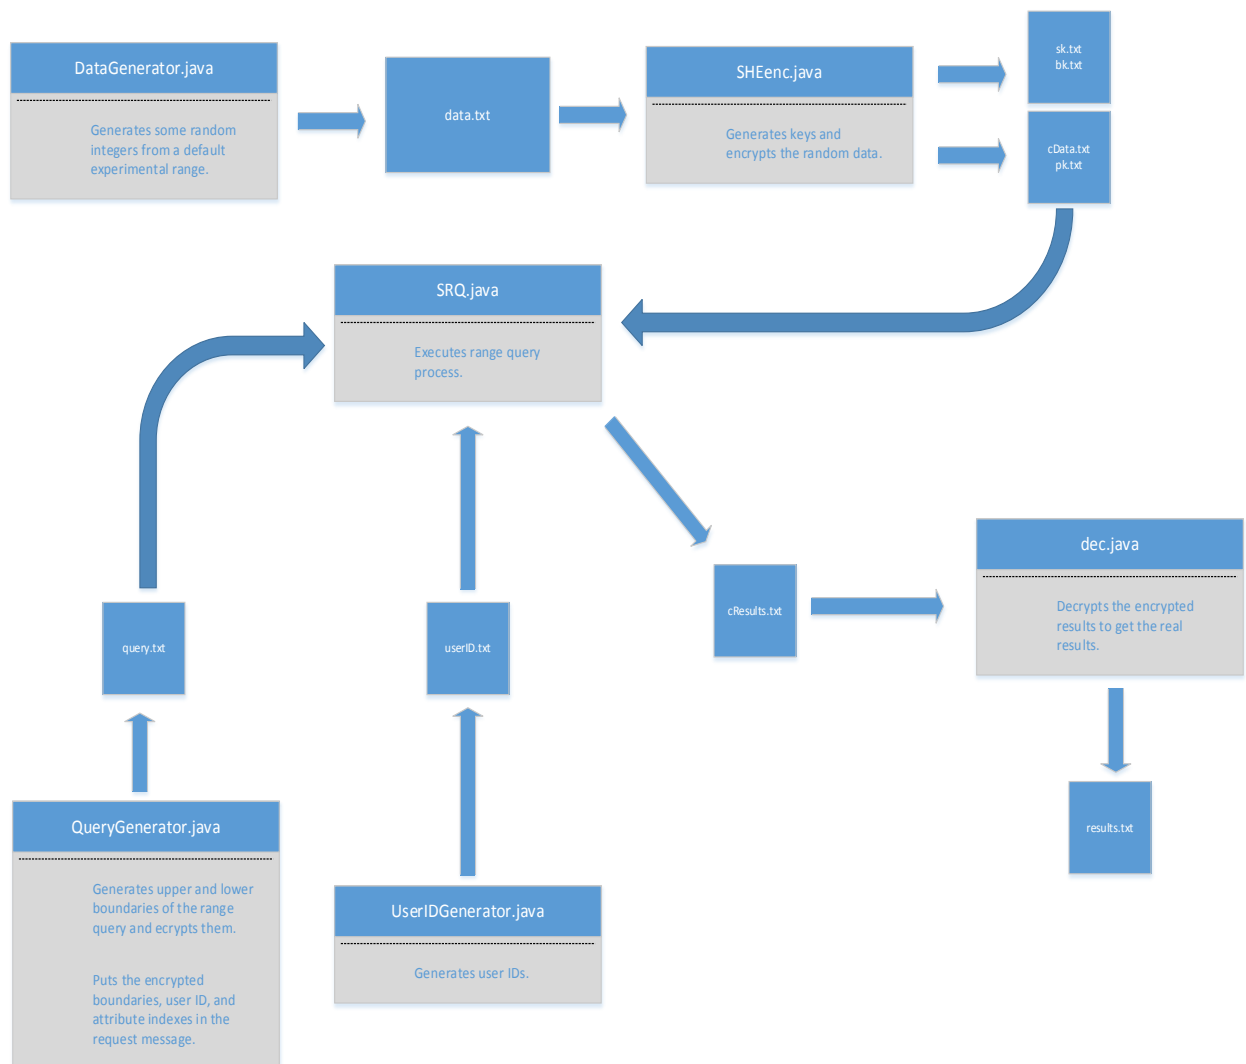 DataGenerator.java
Generates some random
integers from a default
experimental range.
data.txt
SHEenc.java
Generates keys and
encrypts the random data.
sk.txt
bk.txt
cData.txt
pk.txt
SRQ.java
Executes range query
process.
query.txt
userID.txt
cResults.txt
dec.java
Decrypts the encrypted
results to get the real
results.
results.txt
QueryGenerator.java
Generates upper and lower
boundaries of the range
query and ecrypts them.
Puts the encrypted
boundaries, user ID, and
attribute indexes in the
request message.
UserIDGenerator.java
Generates user IDs.